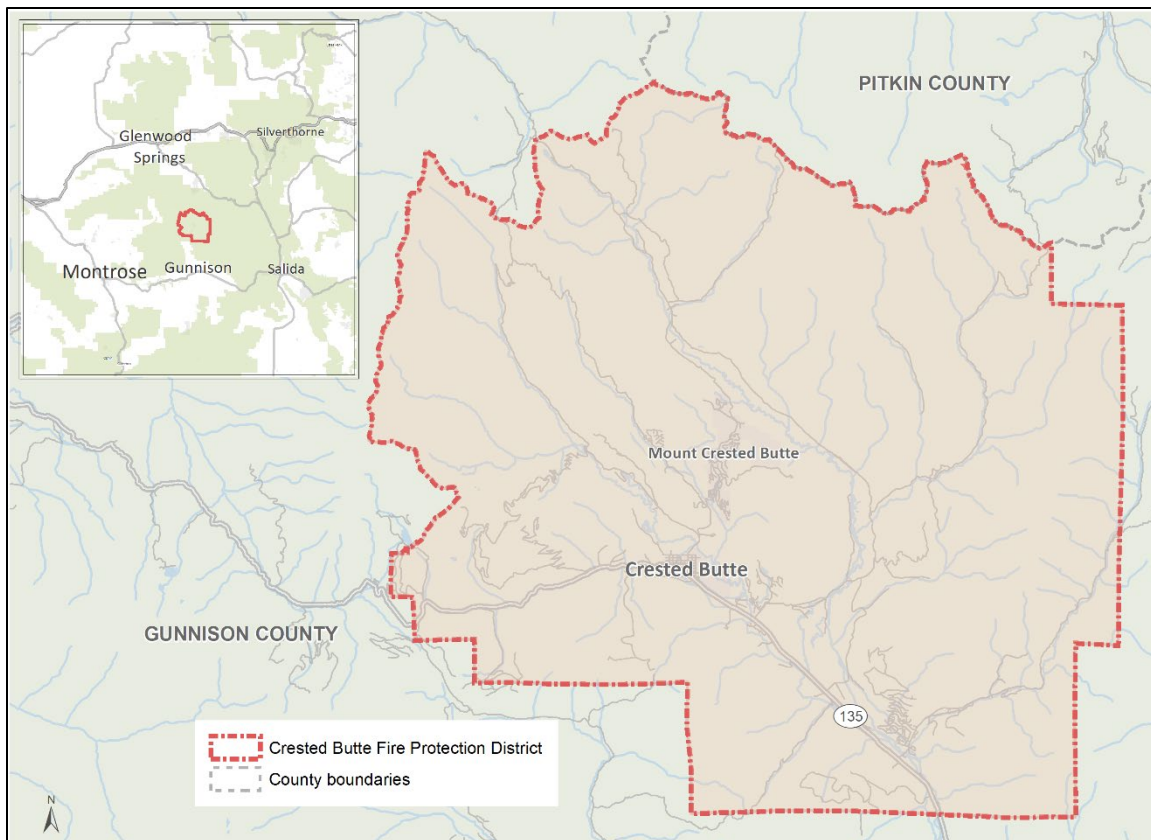 PITKIN COUNTY
Glenwood
Springs
Silverthorne
Montrose
Gunnison
Salida
Mount Crested Butte
Crested Butte
GUNNISON COUNTY
135
Crested Butte Fire Protection District
County boundaries
N